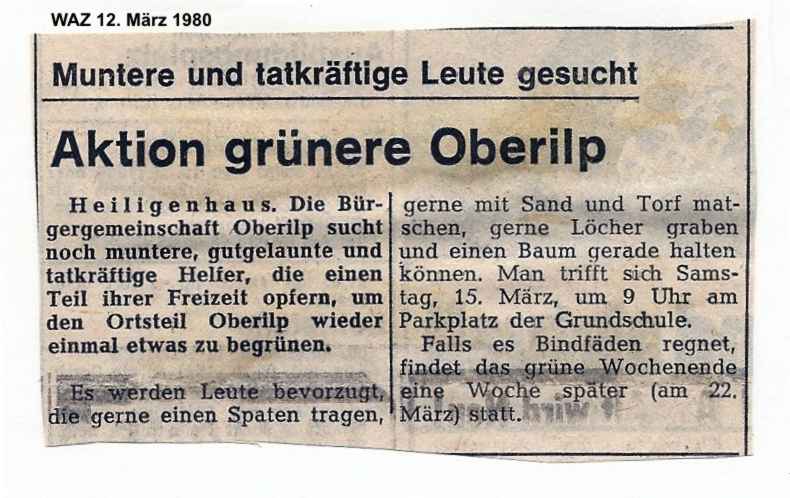 WAZ 12. März 1980
Muntere und tatkräftige Leute gesucht
Aktion grünere Oberilp
Heiligenhaus. Die Bür-
gergemeinschaft Oberilp sucht
noch muntere, gutgelaunte und
tatkräftige Helfer, die einen
Teil ihrer Freizeit opfern, um
den Ortsteil Oberilp wieder
einmal etwas zu begrünen.
Es werden Leute bevorzugt,
die gerne einen Spaten tragen,
gerne mit Sand und Torf mat-
schen, gerne Löcher graben
und einen Baum gerade halten
können. Man trifft sich Sams-
tag, 15. März, um 9 Uhr am
Parkplatz der Grundschule.
Falls es Bindfäden regnet,
findet das grüne Wochenende
eine Woche später (am 22.
März) statt.